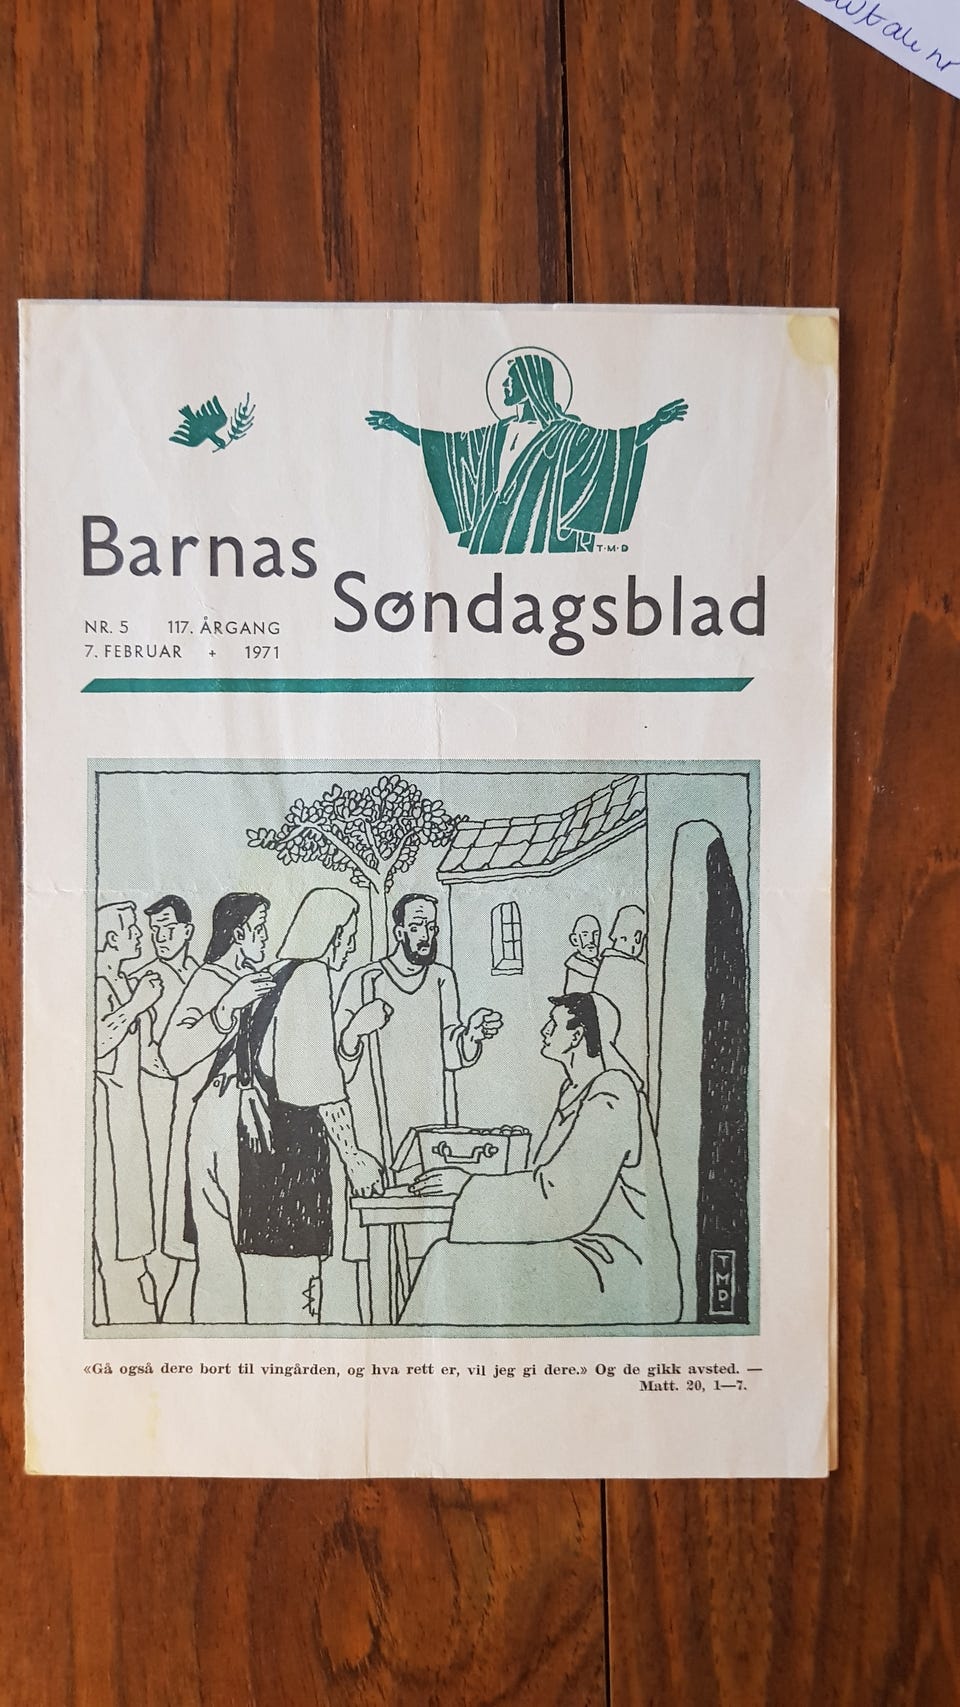 T·M·D
Barnas
Søndagsblad
NR. 5 117. ÅRGANG
7. FEBRUAR + 1971
TMD
«Gå også dere bort til vingården, og hva rett er, vil jeg gi dere.» Og de gikk avsted. —
Matt. 20, 1—7.